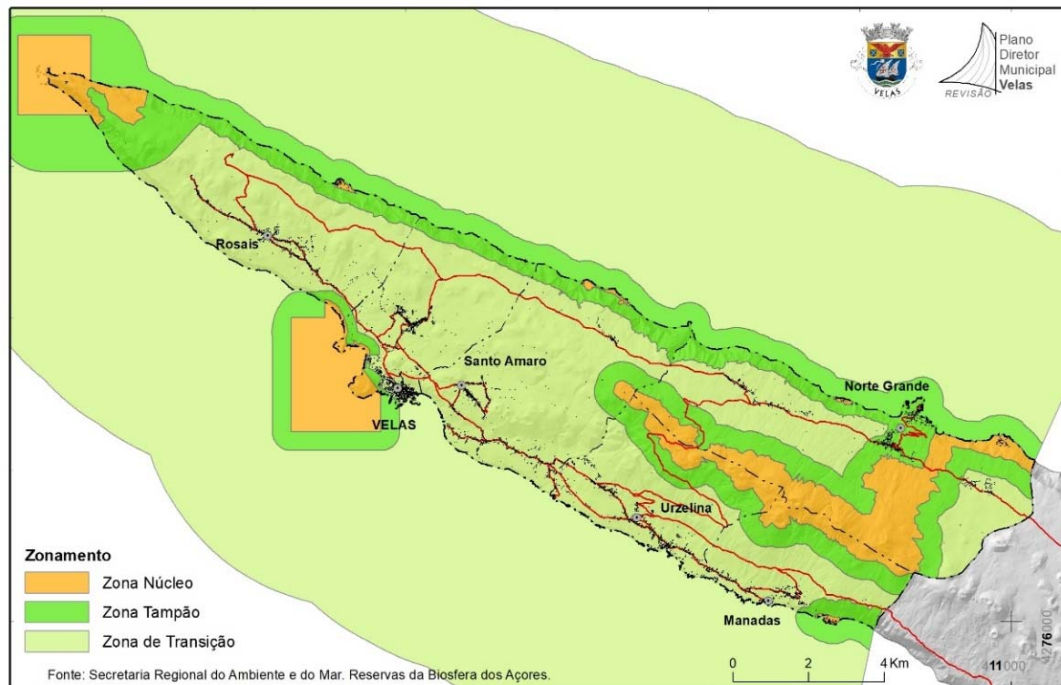 VELAS
Plano
Diretor
Municipal
Velas
REVISÃO
Rosais
Santo Amaro
VELAS
Norte Grande
Urzelina
Manadas
Zonamento
Zona Núcleo
Zona Tampão
Zona de Transição
Fonte: Secretaria Regional do Ambiente e do Mar. Reservas da Biosfera dos Açores.
0 2 4 Km
411000
4276000